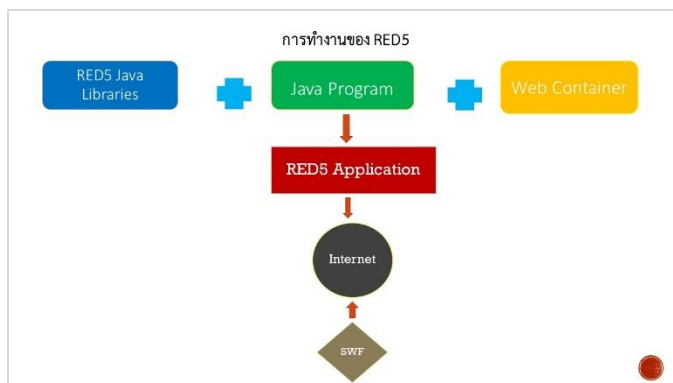 การทำงานของ RED5
RED5 Java
Libraries
Java Program
Web Container
RED5 Application
Internet
SWF